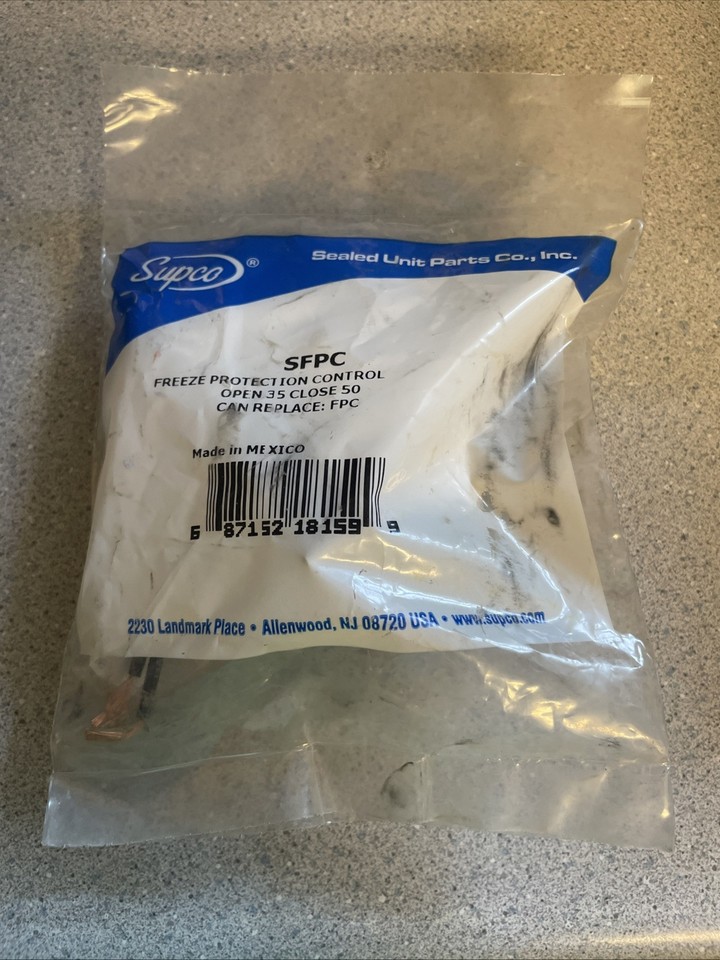 Supco®
Sealed Unit Parts Co., Inc.
SFPC
FREEZE PROTECTION CONTROL
OPEN 35 CLOSE 50
CAN REPLACE: FPC
Made in MEXICO
6 87152 18159 9
2230 Landmark Place • Allenwood, NJ 08720 USA • www.supco.com